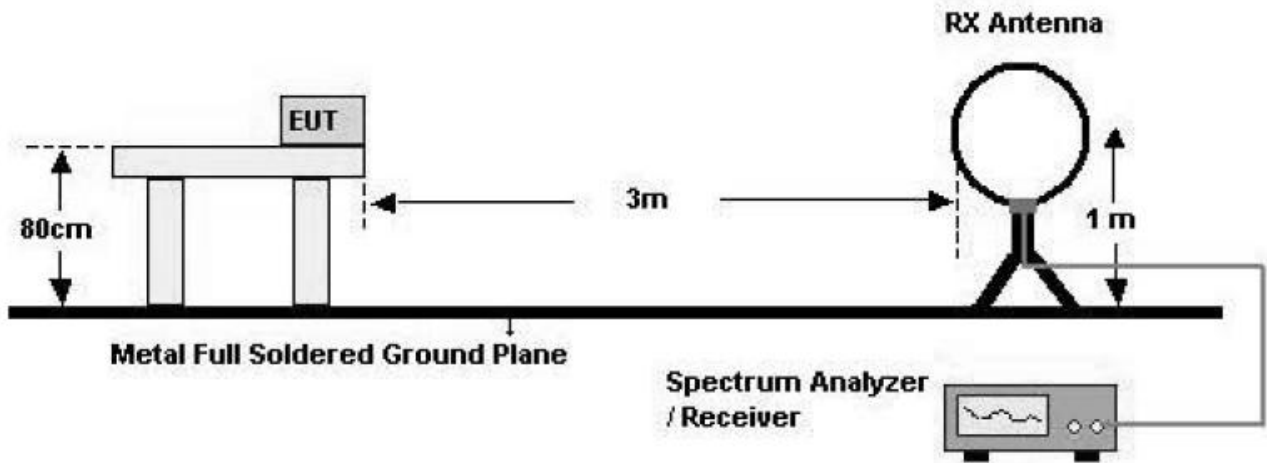 RX Antenna
EUT
80cm
3m
1 m
Metal Full Soldered Ground Plane
Spectrum Analyzer
/ Receiver